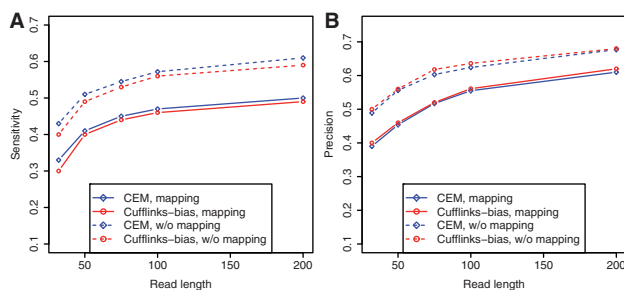 A
Sensitivity
0.1 0.2 0.3 0.4 0.5 0.6 0.7
50 100 150 200
Read length
CEM, mapping
Cufflinks-bias, mapping
CEM, w/o mapping
Cufflinks-bias, w/o mapping
B
Precision
0.1 0.2 0.3 0.4 0.5 0.6 0.7
50 100 150 200
Read length
CEM, mapping
Cufflinks-bias, mapping
CEM, w/o mapping
Cufflinks-bias, w/o mapping